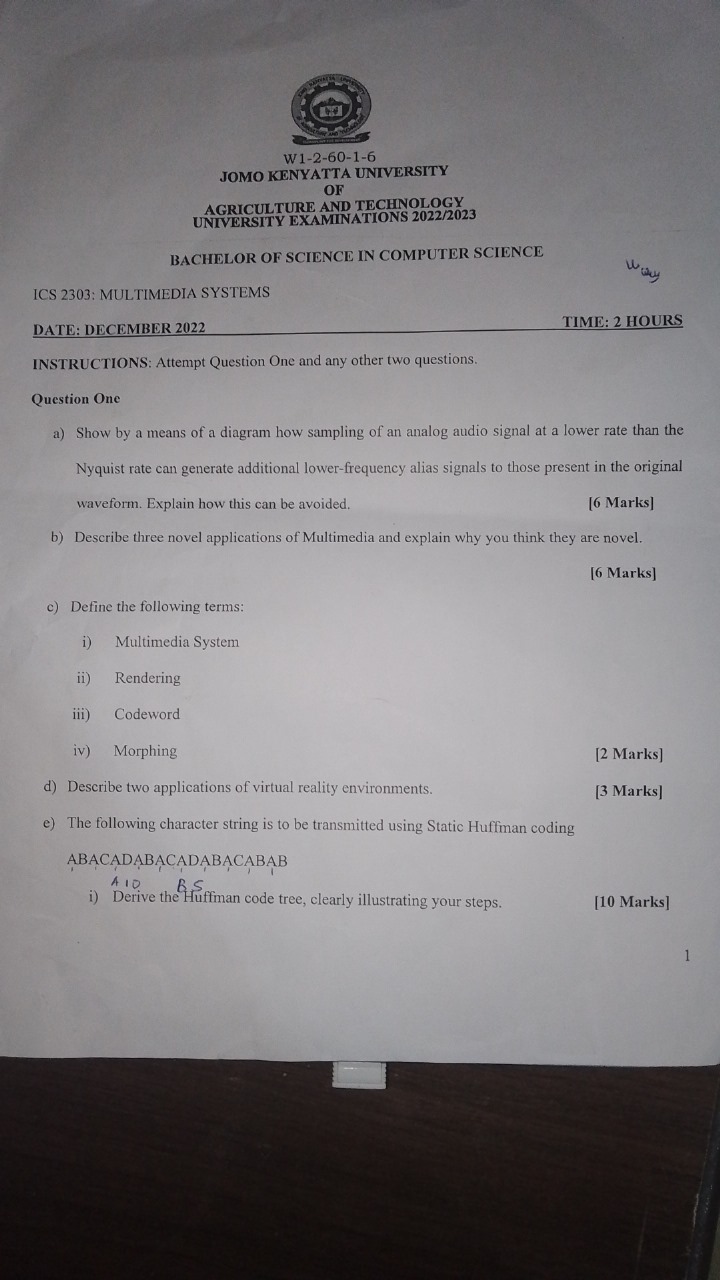 W1-2-60-1-6
JOMO KENYATTA UNIVERSITY
OF
AGRICULTURE AND TECHNOLOGY
UNIVERSITY EXAMINATIONS 2022/2023
BACHELOR OF SCIENCE IN COMPUTER SCIENCE
ICS 2303: MULTIMEDIA SYSTEMS
DATE: DECEMBER 2022 TIME: 2 HOURS
INSTRUCTIONS: Attempt Question One and any other two questions.
Question One
a) Show by a means of a diagram how sampling of an analog audio signal at a lower rate than the
Nyquist rate can generate additional lower-frequency alias signals to those present in the original
waveform. Explain how this can be avoided. [6 Marks]
b) Describe three novel applications of Multimedia and explain why you think they are novel.
[6 Marks]
c) Define the following terms:
i) Multimedia System
ii) Rendering
iii) Codeword
iv) Morphing [2 Marks]
d) Describe two applications of virtual reality environments. [3 Marks]
e) The following character string is to be transmitted using Static Huffman coding
ABACADABACADABACABAB
A 10 B 5
i) Derive the Huffman code tree, clearly illustrating your steps. [10 Marks]
1